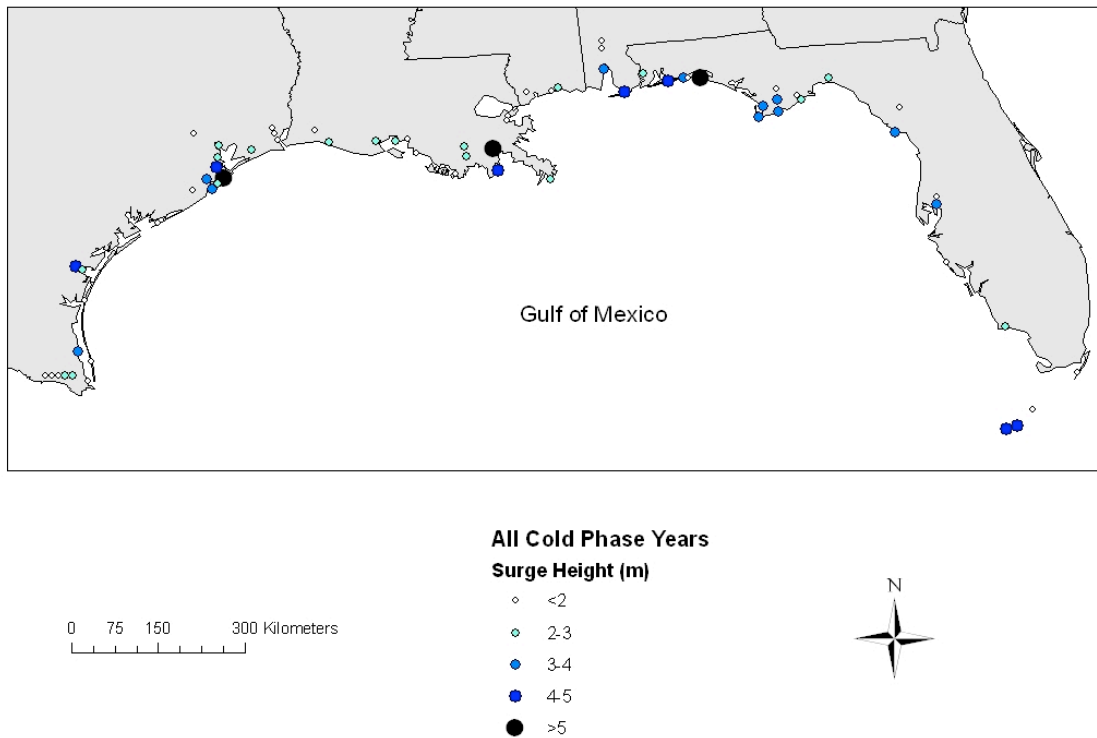 Gulf of Mexico
All Cold Phase Years
Surge Height (m)
<2
2-3
3-4
4-5
>5
0 75 150 300 Kilometers
N